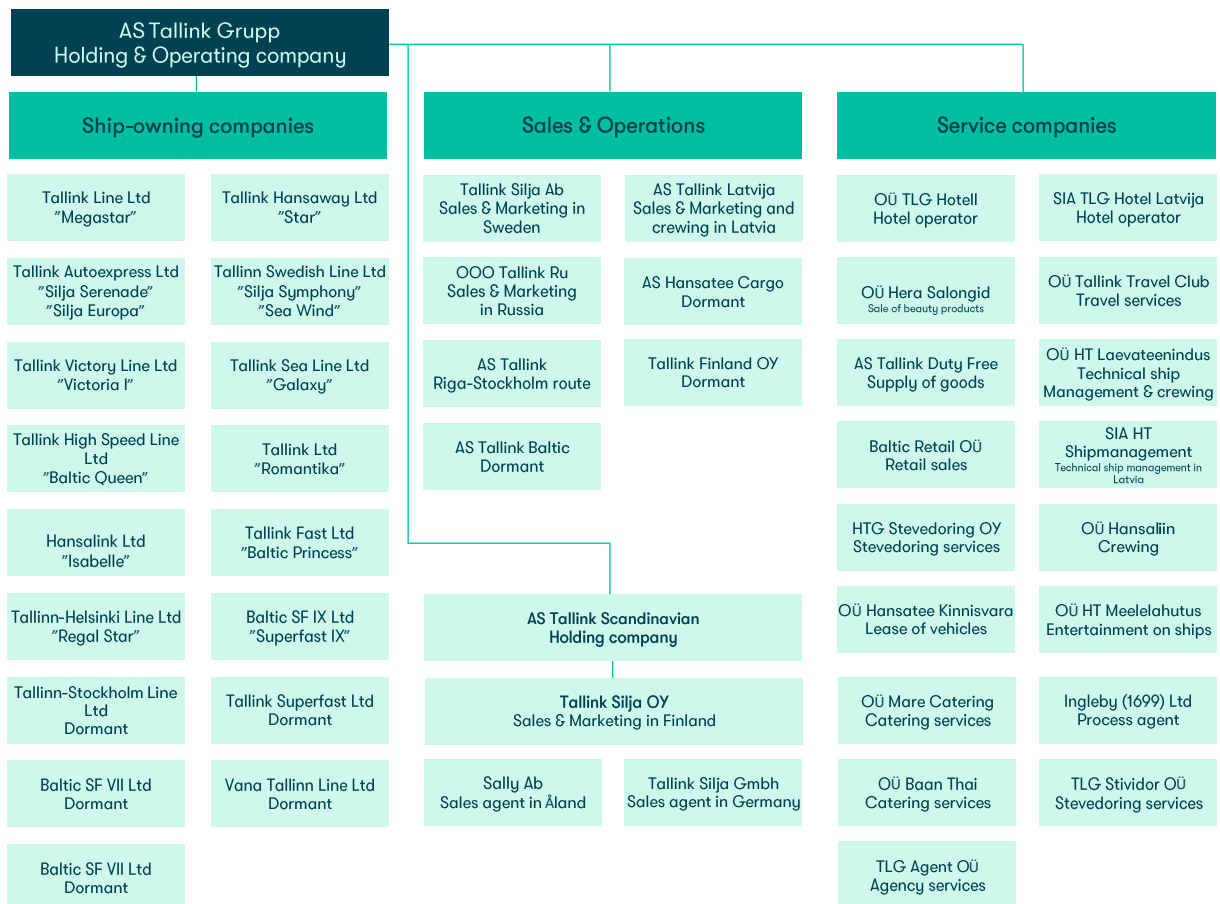 AS Tallink Grupp
Holding & Operating company
Ship-owning companies
Tallink Line Ltd
"Megastar"
Tallink Hansaway Ltd
"Star"
Tallink Autoexpress Ltd
"Silja Serenade"
"Silja Europa"
Tallinn Swedish Line Ltd
"Silja Symphony"
"Sea Wind"
Tallink Victory Line Ltd
"Victoria I"
Tallink Sea Line Ltd
"Galaxy"
Tallink High Speed Line
Ltd
"Baltic Queen"
Tallink Ltd
"Romantika"
Hansalink Ltd
"Isabelle"
Tallink Fast Ltd
"Baltic Princess"
Tallinn-Helsinki Line Ltd
"Regal Star"
Baltic SF IX Ltd
"Superfast IX"
Tallinn-Stockholm Line
Ltd
Dormant
Tallink Superfast Ltd
Dormant
Baltic SF VII Ltd
Dormant
Vana Tallinn Line Ltd
Dormant
Baltic SF VII Ltd
Dormant
Sales & Operations
Tallink Silja Ab
Sales & Marketing in
Sweden
AS Tallink Latvija
Sales & Marketing and
crewing in Latvia
OOO Tallink Ru
Sales & Marketing
in Russia
AS Hansatee Cargo
Dormant
AS Tallink
Riga-Stockholm route
Tallink Finland OY
Dormant
AS Tallink Baltic
Dormant
AS Tallink Scandinavian
Holding company
Tallink Silja OY
Sales & Marketing in Finland
Sally Ab
Sales agent in Åland
Tallink Silja Gmbh
Sales agent in Germany
Service companies
OÜ TLG Hotell
Hotel operator
SIA TLG Hotel Latvija
Hotel operator
OÜ Hera Salongid
Sale of beauty products
OÜ Tallink Travel Club
Travel services
AS Tallink Duty Free
Supply of goods
OÜ HT Laevateenindus
Technical ship
Management & crewing
Baltic Retail OÜ
Retail sales
SIA HT
Shipmanagement
Technical ship management in
Latvia
HTG Stevedoring OY
Stevedoring services
OÜ Hansaliin
Crewing
OÜ Hansatee Kinnisvara
Lease of vehicles
OÜ HT Meelelahutus
Entertainment on ships
OÜ Mare Catering
Catering services
Ingleby (1699) Ltd
Process agent
OÜ Baan Thai
Catering services
TLG Stividor OÜ
Stevedoring services
TLG Agent OÜ
Agency services